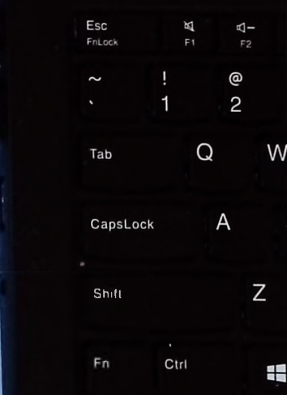 Esc
FnLock F1 F2
~ ! @
` 1 2
Tab Q W
CapsLock A
Shift Z
Fn Ctrl